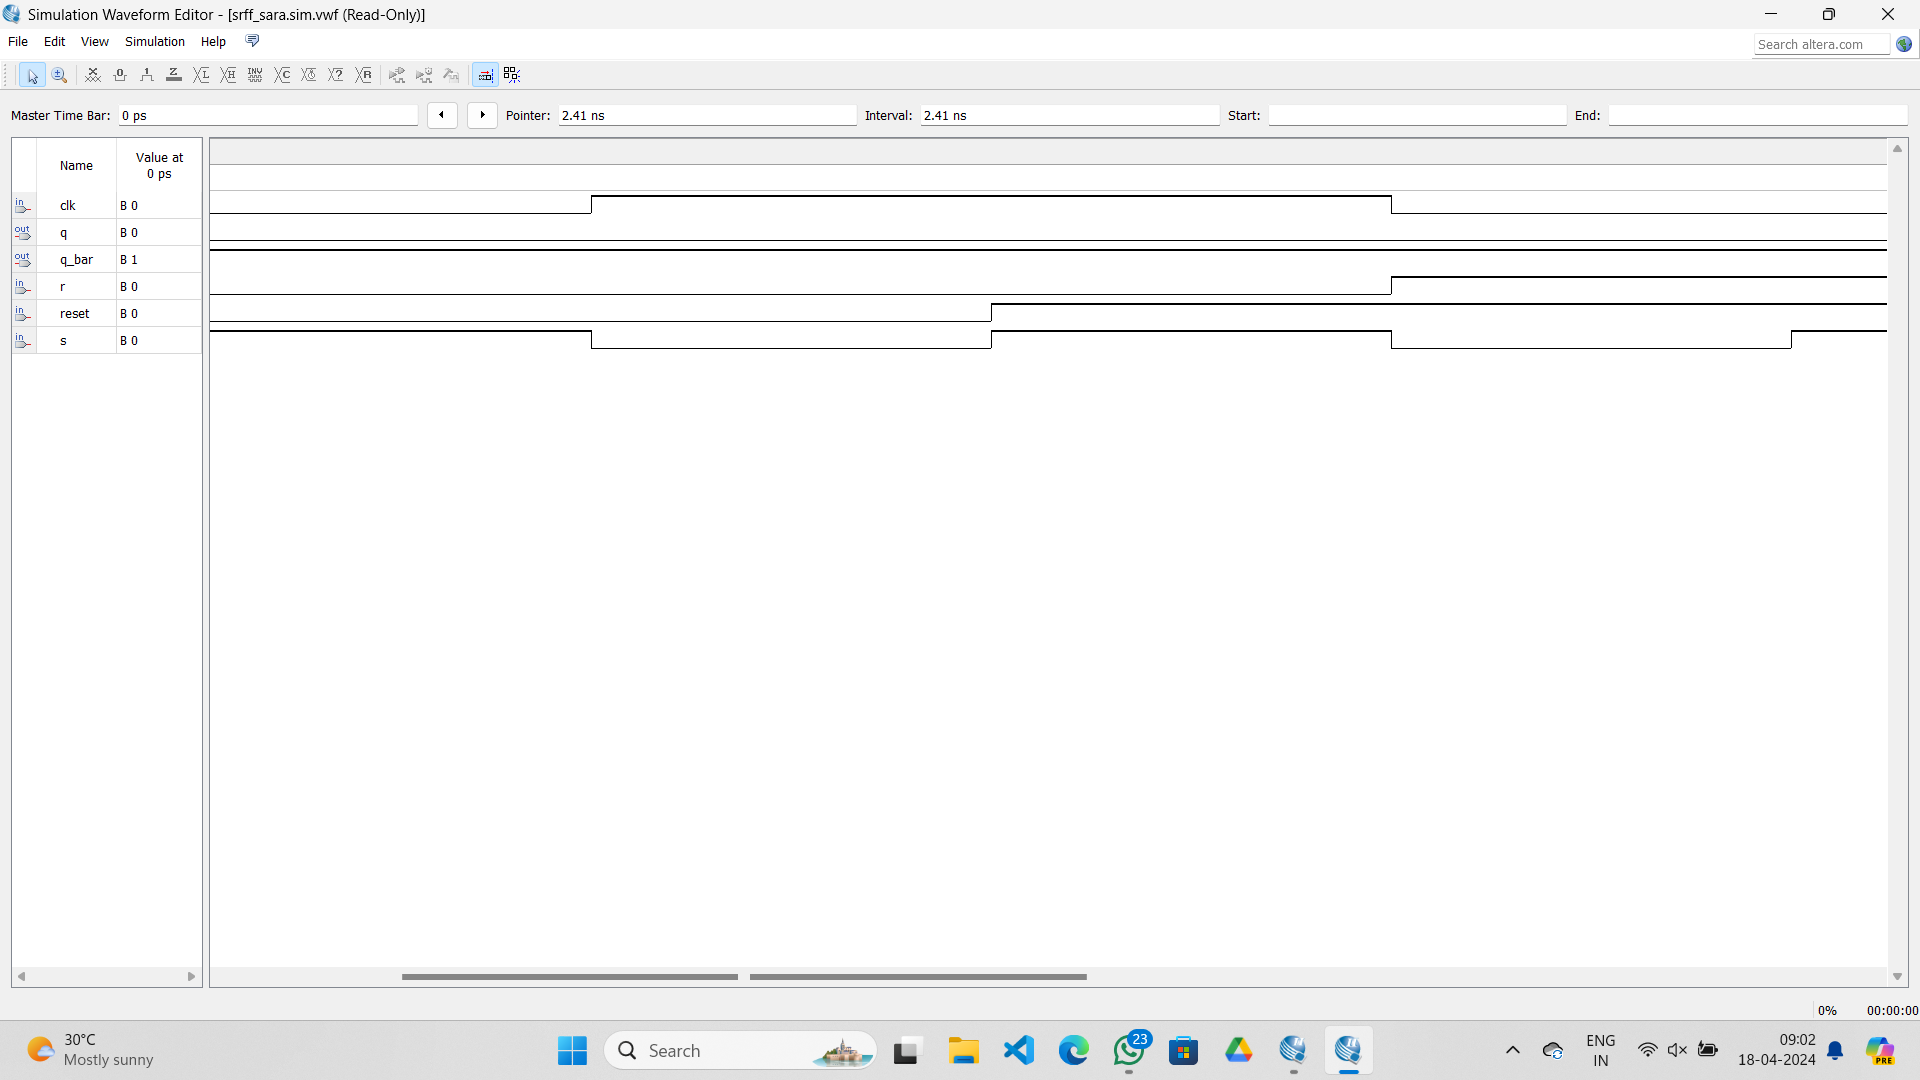 Simulation Waveform Editor - [srff_sara.sim.vwf (Read-Only)]
File Edit View Simulation Help
Search altera.com
Master Time Bar: 0 ps Pointer: 2.41 ns Interval: 2.41 ns Start: End:
Name Value at
0 ps
in clk B 0
out q B 0
out q_bar B 1
in r B 0
in reset B 0
in s B 0
0% 00:00:00
30°C
Mostly sunny
Search
23
ENG
IN
09:02
18-04-2024
PRE